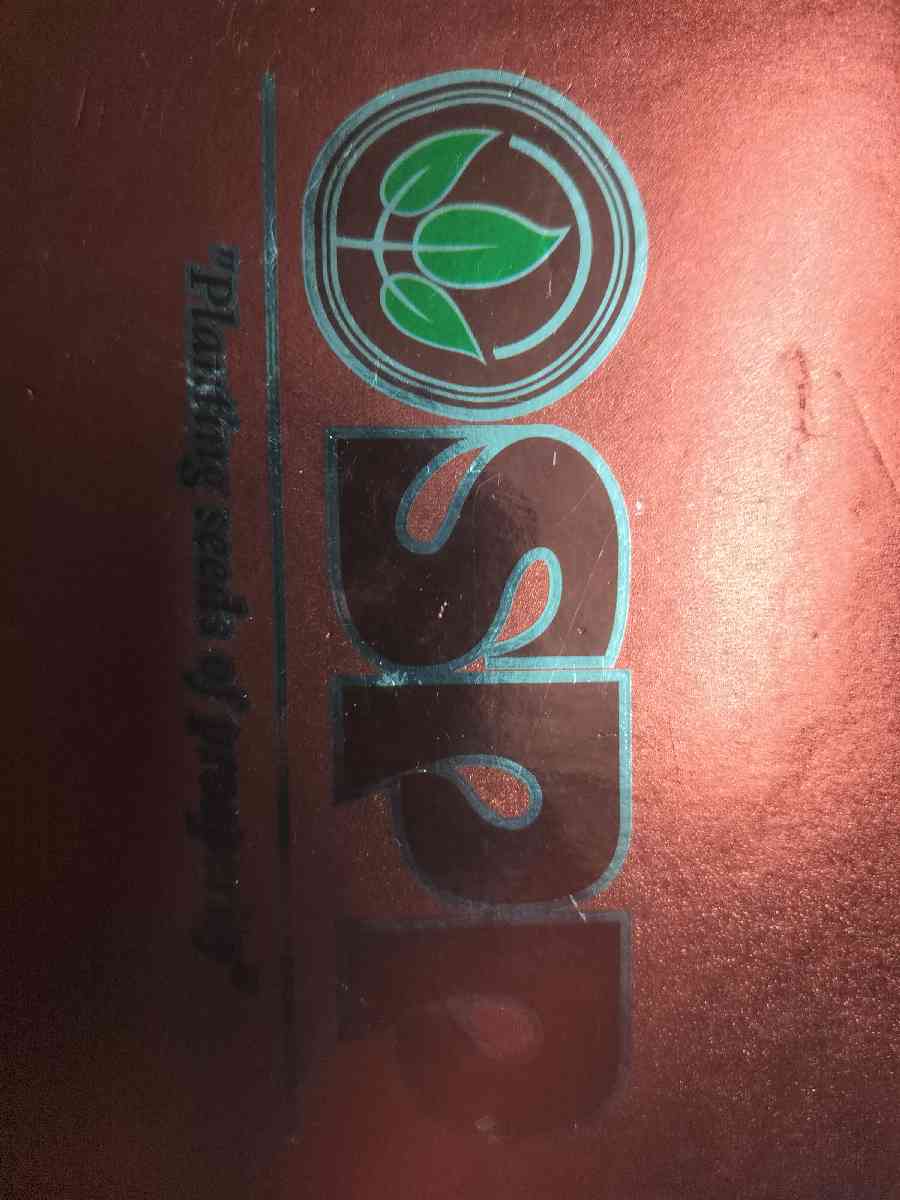 SPP
"Planting seeds of prosperity"